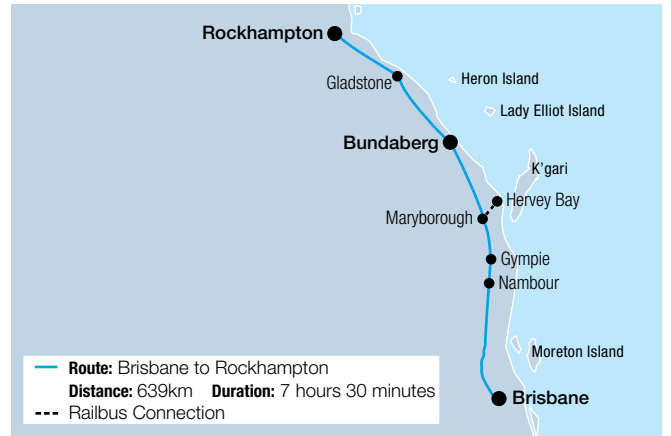 Rockhampton
Gladstone
Heron Island
Lady Elliot Island
Bundaberg
K'gari
Hervey Bay
Maryborough
Gympie
Nambour
Moreton Island
Brisbane
Route: Brisbane to Rockhampton
Distance: 639km Duration: 7 hours 30 minutes
Railbus Connection